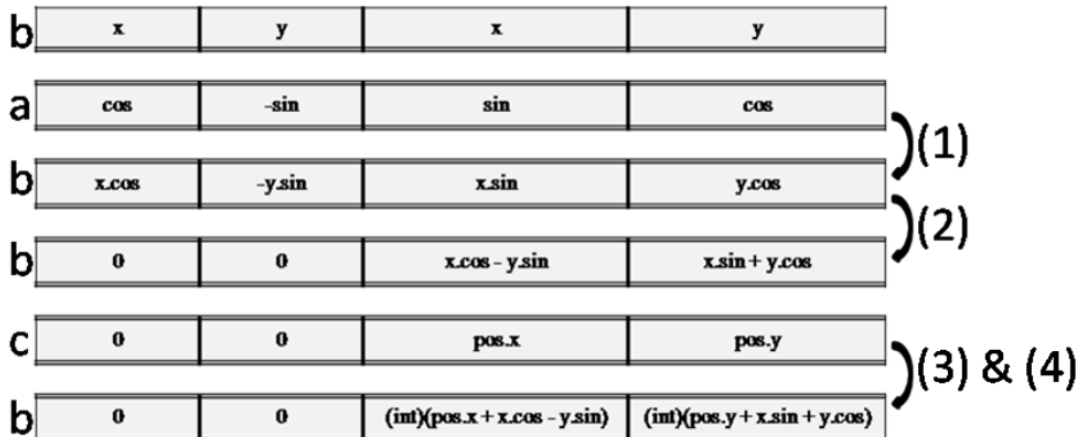 b x y x y
a cos -sin sin cos
(1)
b x.cos -y.sin x.sin y.cos
(2)
b 0 0 x.cos - y.sin x.sin + y.cos
c 0 0 pos.x pos.y
(3) & (4)
b 0 0 (int)(pos.x + x.cos - y.sin) (int)(pos.y + x.sin + y.cos)